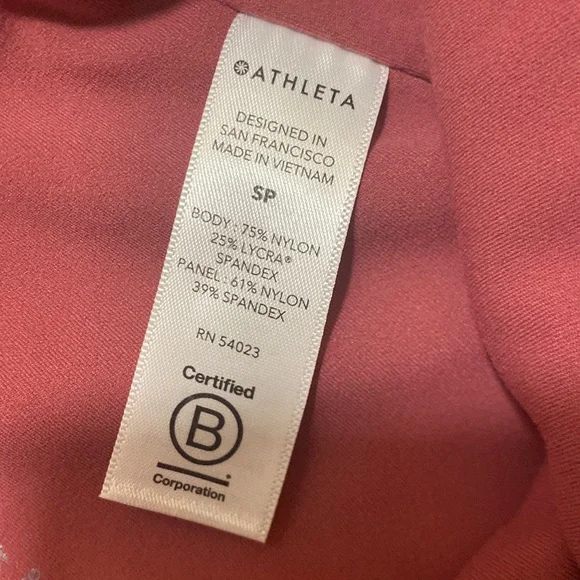 ATHLETA
DESIGNED IN
SAN FRANCISCO
MADE IN VIETNAM
SP
BODY : 75% NYLON
25% LYCRA®
SPANDEX
PANEL : 61% NYLON
39% SPANDEX
RN 54023
Certified
B
Corporation